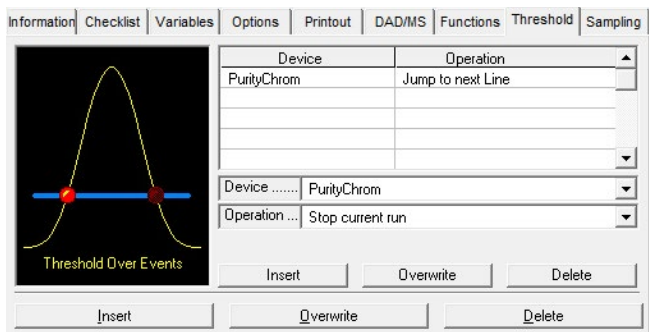 Information Checklist Variables Options Printout DAD/MS Functions Threshold Sampling
Device Operation
PurityChrom Jump to next Line
Device ....... PurityChrom
Operation ... Stop current run
Threshold Over Events
Insert Overwrite Delete
Insert Overwrite Delete